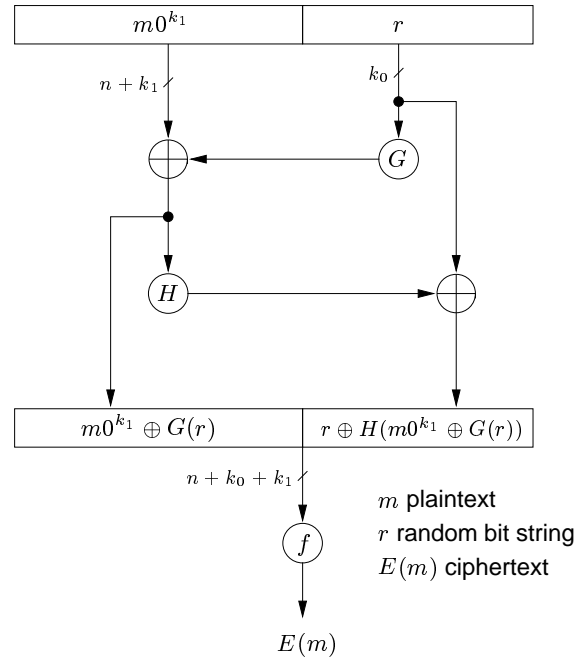 m0^{k_1} r
n + k_1 k_0
G
H
m0^{k_1} ⊕ G(r) r ⊕ H(m0^{k_1} ⊕ G(r))
n + k_0 + k_1
m plaintext
r random bit string
f
E(m) ciphertext
E(m)